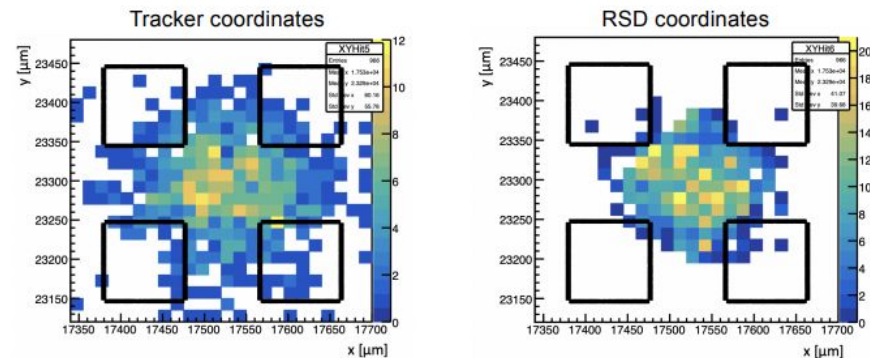 Tracker coordinates
y [μm]
XYHit5
Entries 966
12
10
8
6
4
2
0
23450
23400
23350
23300
23250
23200
23150
17350 17400 17450 17500 17550 17600 17650 17700
x [μm]
RSD coordinates
y [μm]
XYHit6
Entries 966
20
18
16
14
12
10
8
6
4
2
0
23450
23400
23350
23300
23250
23200
23150
17350 17400 17450 17500 17550 17600 17650 17700
x [μm]